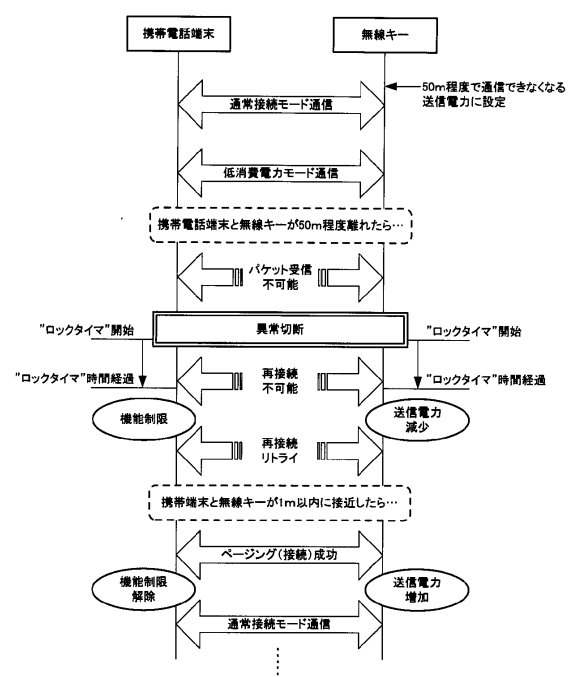 携帯電話端末
無線キー
50m程度で通信できなくなる
送信電力に設定
通常接続モード通信
低消費電力モード通信
携帯電話端末と無線キーが50m程度離れたら…
パケット受信
不可能
異常切断
"ロックタイマ"開始
"ロックタイマ"開始
再接続
不可能
"ロックタイマ"時間経過
"ロックタイマ"時間経過
機能制限
送信電力
減少
再接続
リトライ
携帯端末と無線キーが1m以内に接近したら…
ページング(接続)成功
機能制限
解除
送信電力
増加
通常接続モード通信